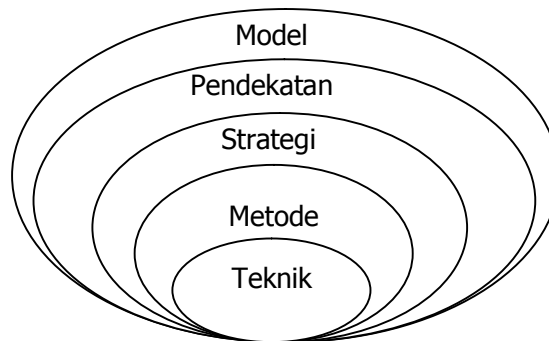 Model
Pendekatan
Strategi
Metode
Teknik